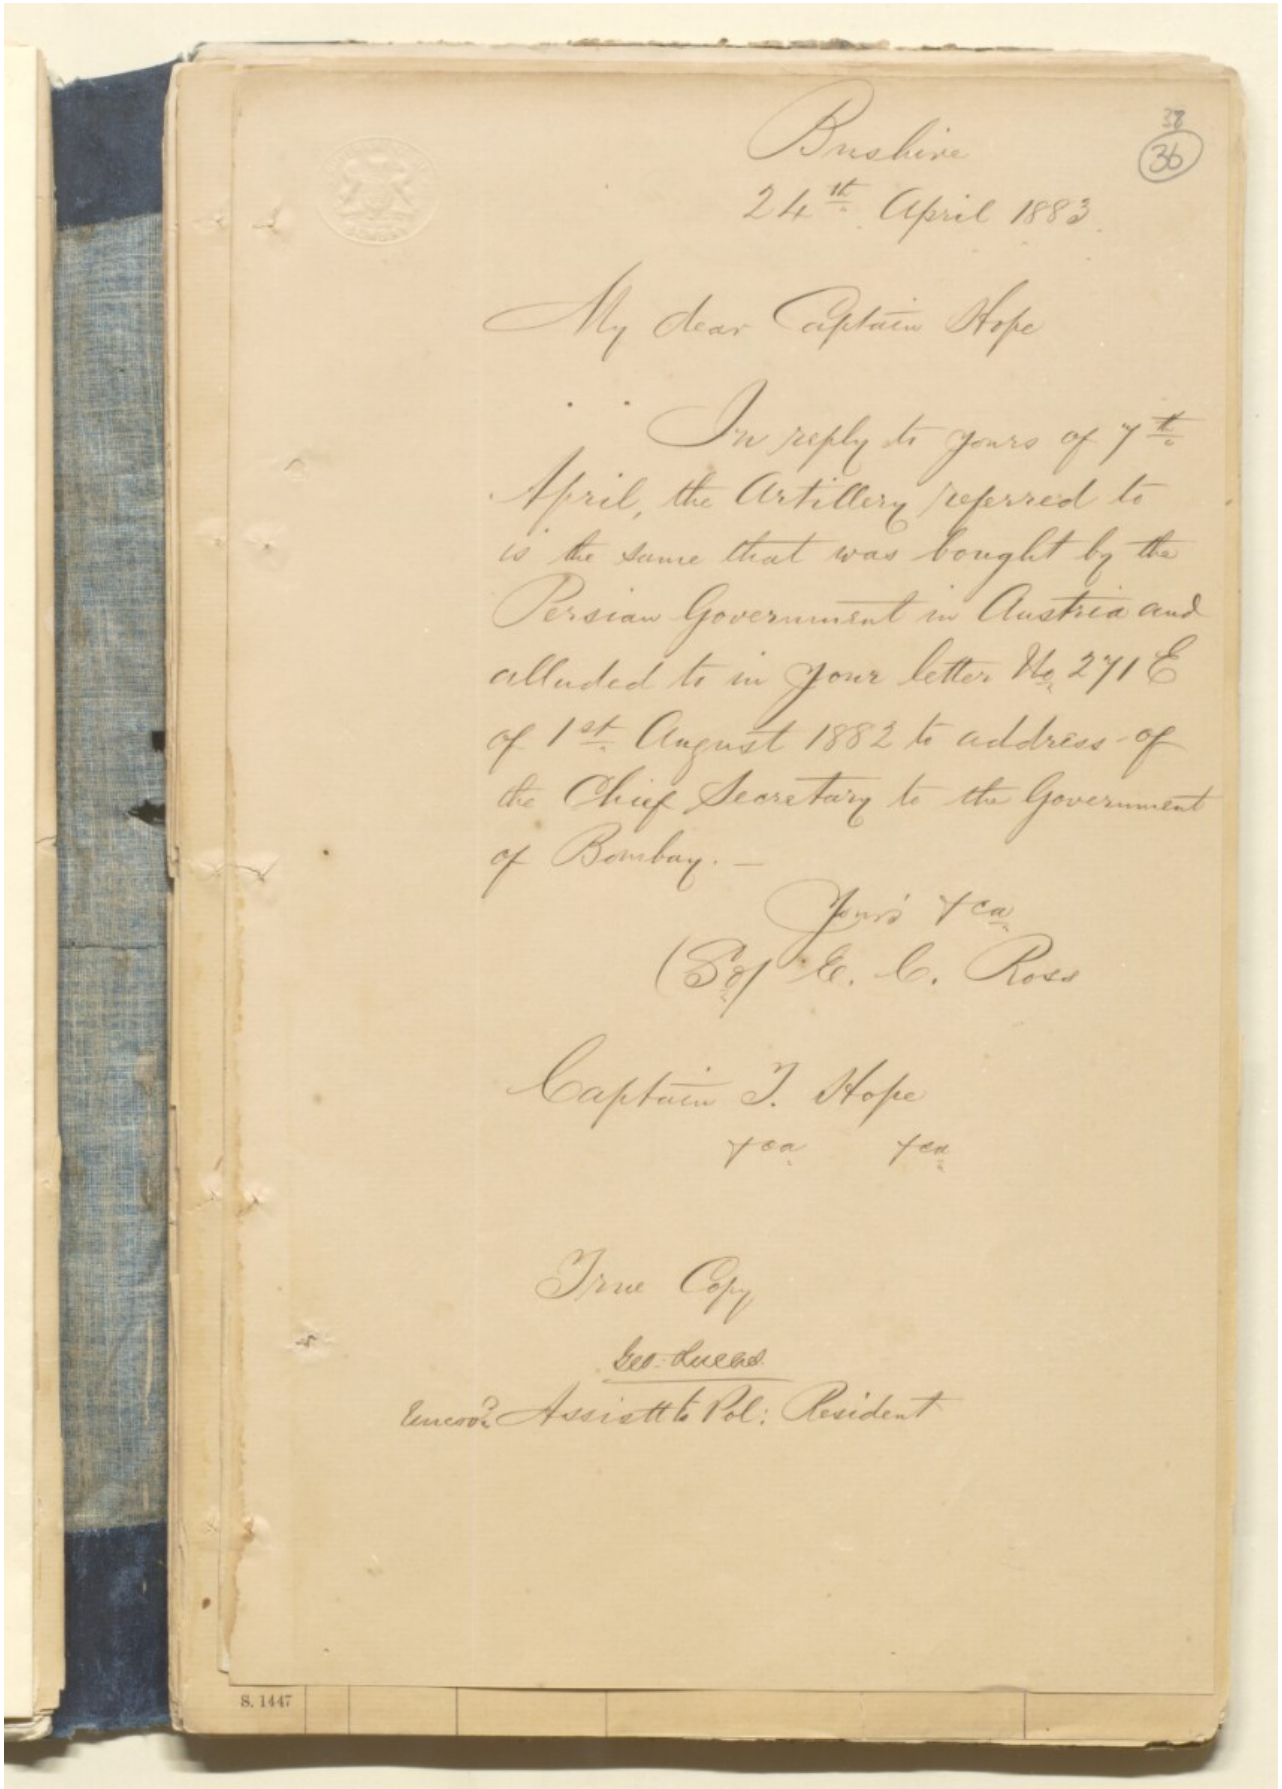 38
36
Bushire
24th April 1883.
My dear Captain Hope
In reply to yours of 7th
April, the Artillery referred to
is the same that was bought by the
Persian Government in Austria and
alluded to in your letter No. 271 E
of 1st August 1882 to address of
the Chief Secretary to the Government
of Bombay. —
Yours &ca
(Sd/ E. C. Ross
Captain T. Hope
&ca &ca
True Copy
Geo: Lucas
Uncovd. Assistt to Pol: Resident
S. 1447